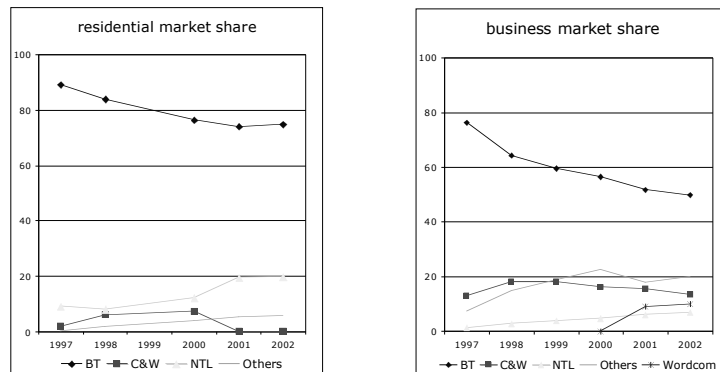 residential market share
100
80
60
40
20
0
1997 1998 1999 2000 2001 2002
BT C&W NTL Others
business market share
100
80
60
40
20
0
1997 1998 1999 2000 2001 2002
BT C&W NTL Others Wordcom